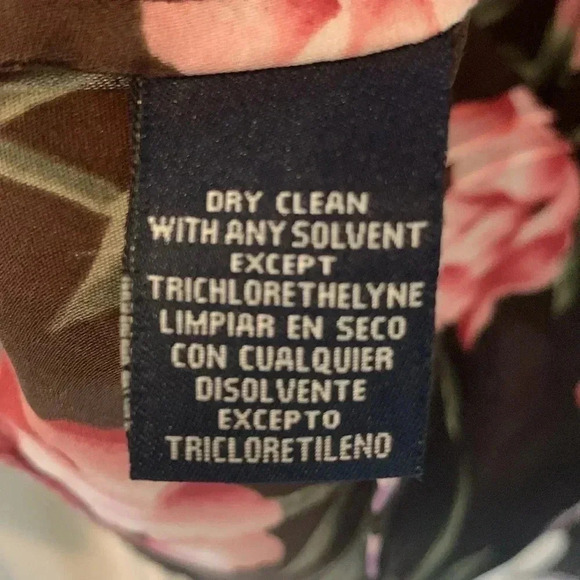 DRY CLEAN
WITH ANY SOLVENT
EXCEPT
TRICHLORETHELYNE
LIMPIAR EN SECO
CON CUALQUIER
DISOLVENTE
EXCEPTO
TRICLORETILENO